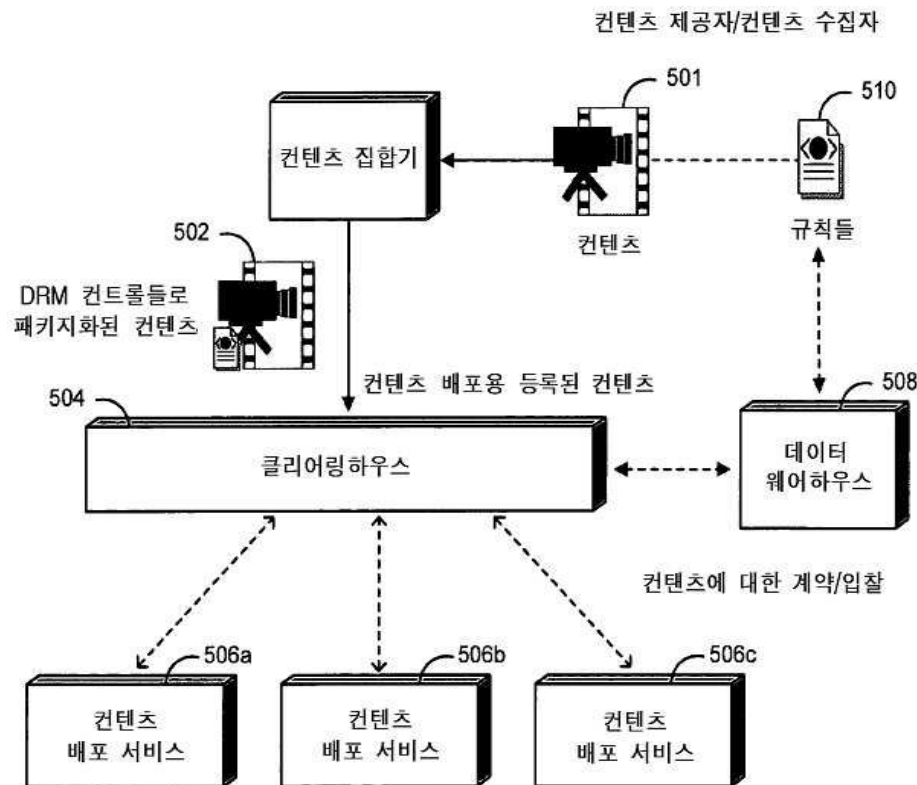 컨텐츠 제공자/컨텐츠 수집자
501
510
컨텐츠 집합기
컨텐츠
규칙들
502
DRM 컨트롤들로
패키지화된 컨텐츠
컨텐츠 배포용 등록된 컨텐츠
504
508
클리어링하우스
데이터
웨어하우스
컨탠츠에 대한 계약/입찰
506a
506b
506c
컨텐츠
배포 서비스
컨텐츠
배포 서비스
컨텐츠
배포 서비스